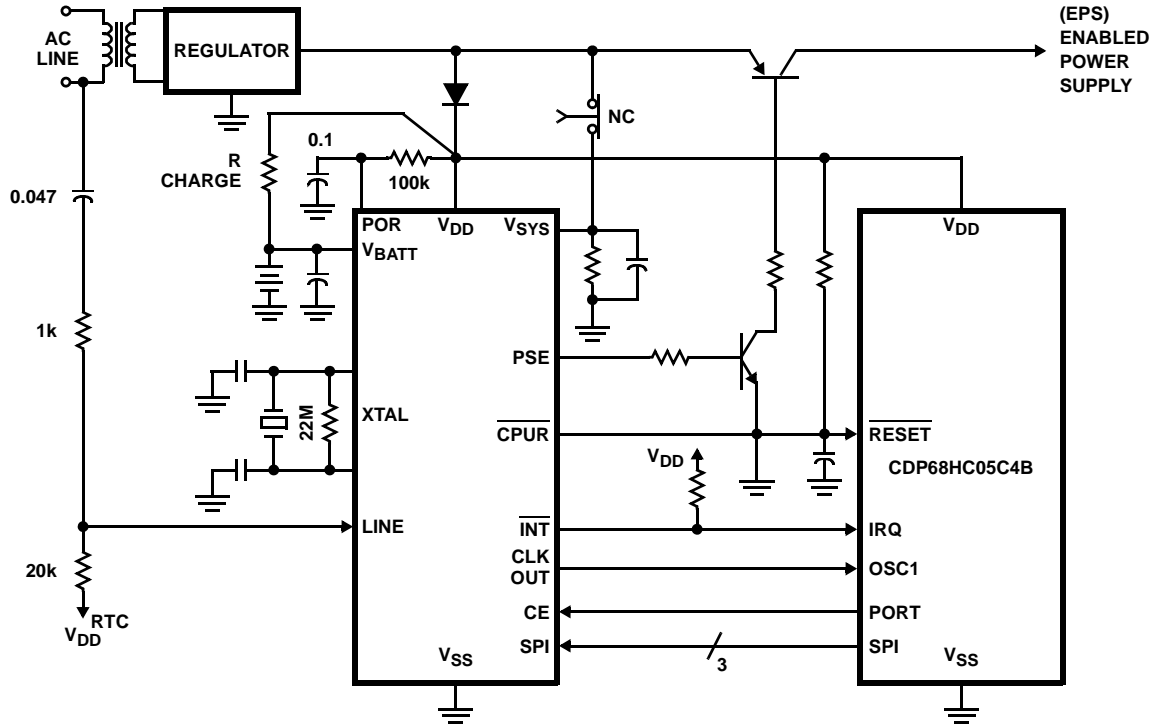 AC
LINE
REGULATOR
(EPS)
ENABLED
POWER
SUPPLY
NC
R
CHARGE
0.1
100k
0.047
POR
VDD
VSYS
VBATT
VDD
1k
PSE
XTAL
22M
CPUR
RESET
VDD
CDP68HC05C4B
LINE
INT
IRQ
CLK
OUT
OSC1
20k
CE
PORT
VDD RTC
SPI
3
SPI
VSS
VSS